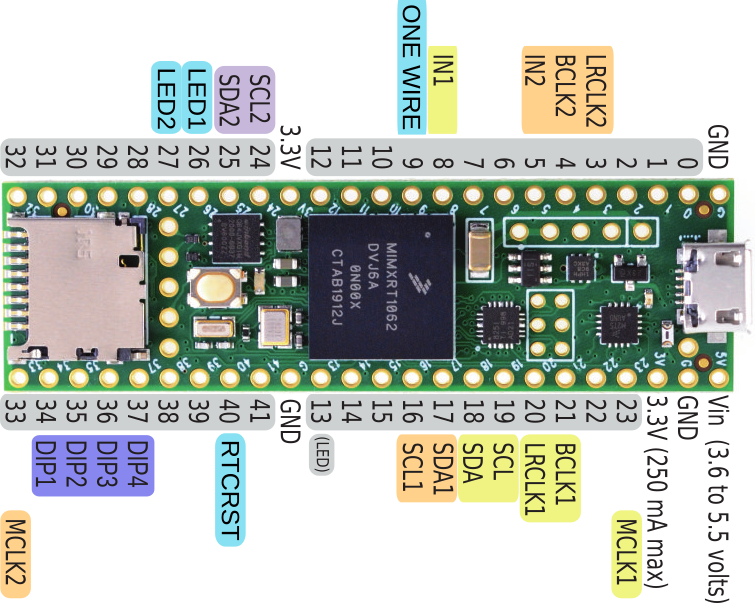 GND Vin (3.6 to 5.5 volts)
0 GND
1 3.3V (250 mA max)
2 23 MCLK1
LRCLK2 3 22
BCLK2 4 21 BCLK1
IN2 5 20 LRCLK1
6 19 SCL
7 18 SDA
IN1 8 17 SDA1
ONE WIRE 9 16 SCL1
10 15
11 14
12 13 (LED)
3.3V GND
SCL2 24 41
SDA2 25 40 RTCRST
LED1 26 39
LED2 27 38
28 37 DIP4
29 36 DIP3
30 35 DIP2
31 34 DIP1
32 33 MCLK2
MIMXRT1062
DVJ6A
0N00X
CTAB1912J